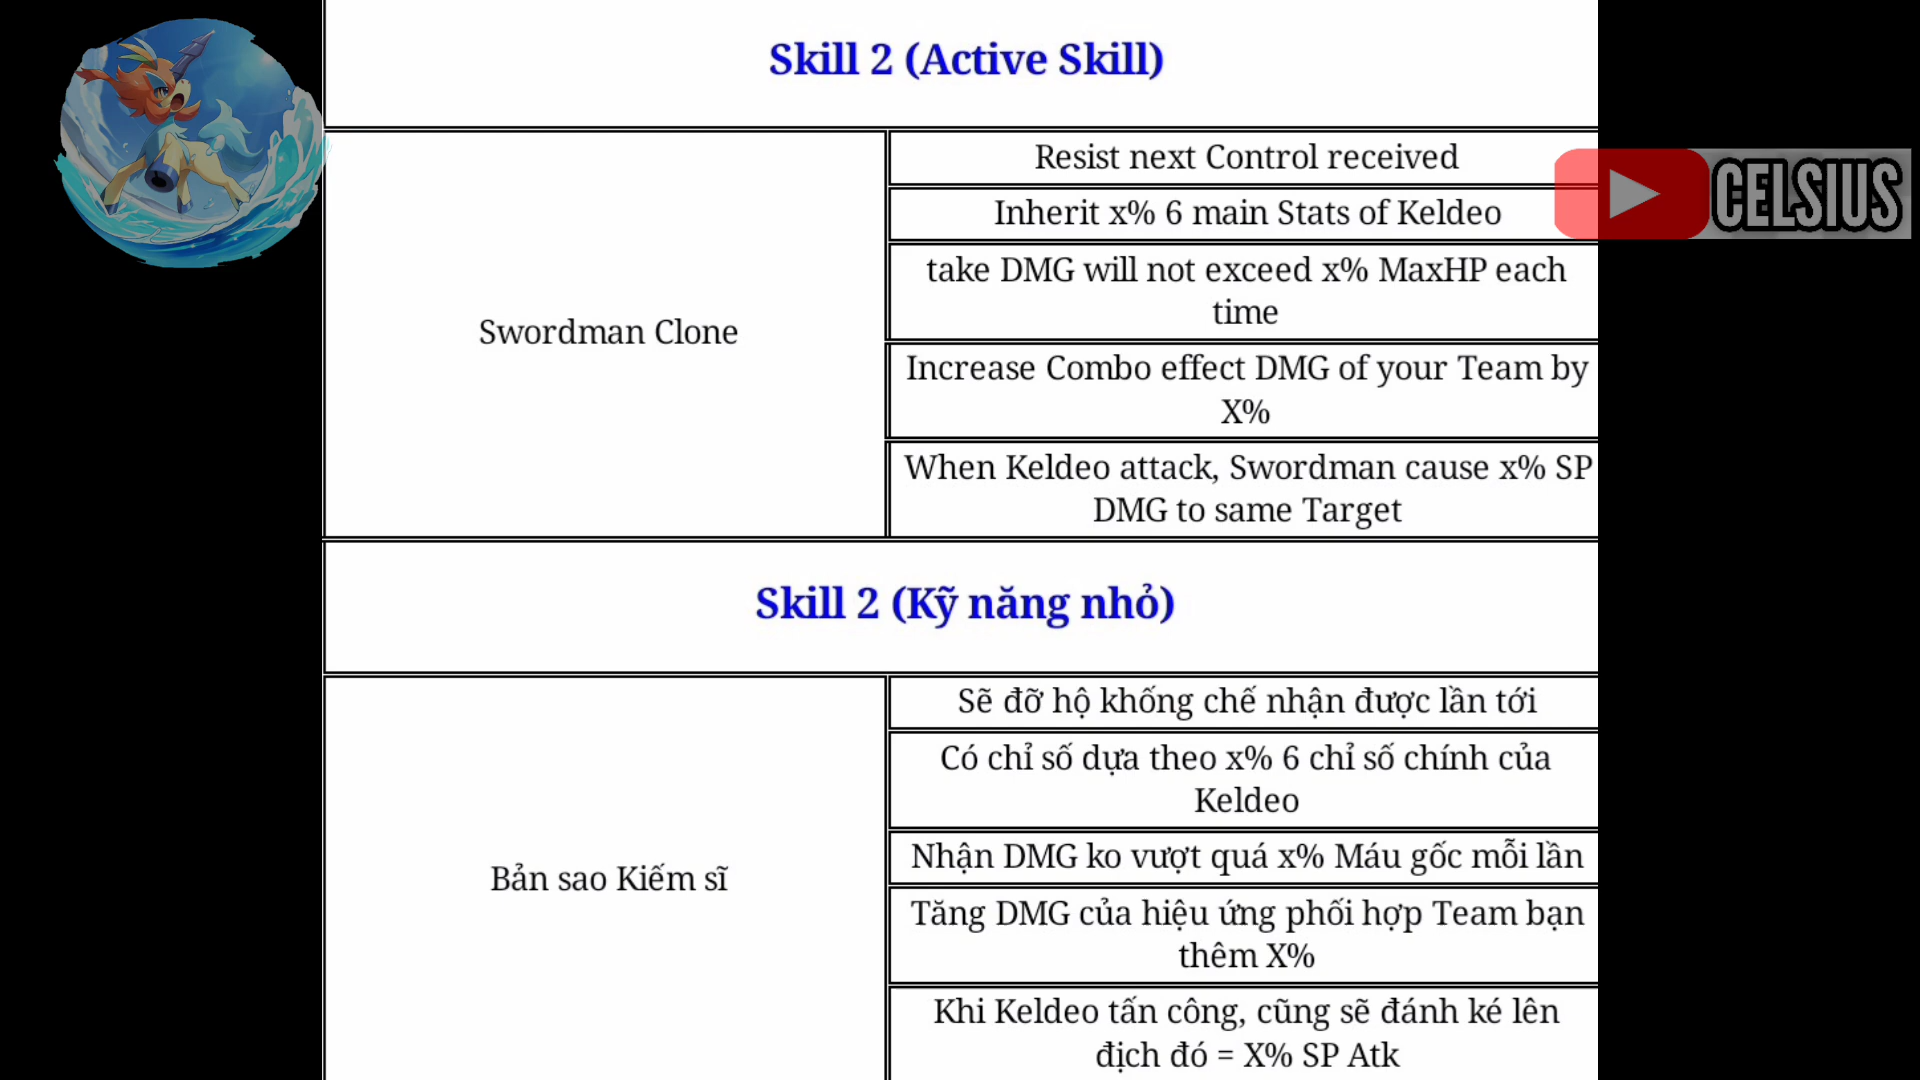 Skill 2 (Active Skill)
Swordman Clone
Resist next Control received
Inherit x% 6 main Stats of Keldeo
take DMG will not exceed x% MaxHP each
time
Increase Combo effect DMG of your Team by
X%
When Keldeo attack, Swordman cause x% SP
DMG to same Target
CELSIUS
Skill 2 (Kỹ năng nhỏ)
Bản sao Kiếm sĩ
Sẽ đỡ hộ khống chế nhận được lần tới
Có chỉ số dựa theo x% 6 chỉ số chính của
Keldeo
Nhận DMG ko vượt quá x% Máu gốc mỗi lần
Tăng DMG của hiệu ứng phối hợp Team bạn
thêm X%
Khi Keldeo tấn công, cũng sẽ đánh ké lên
địch đó = X% SP Atk